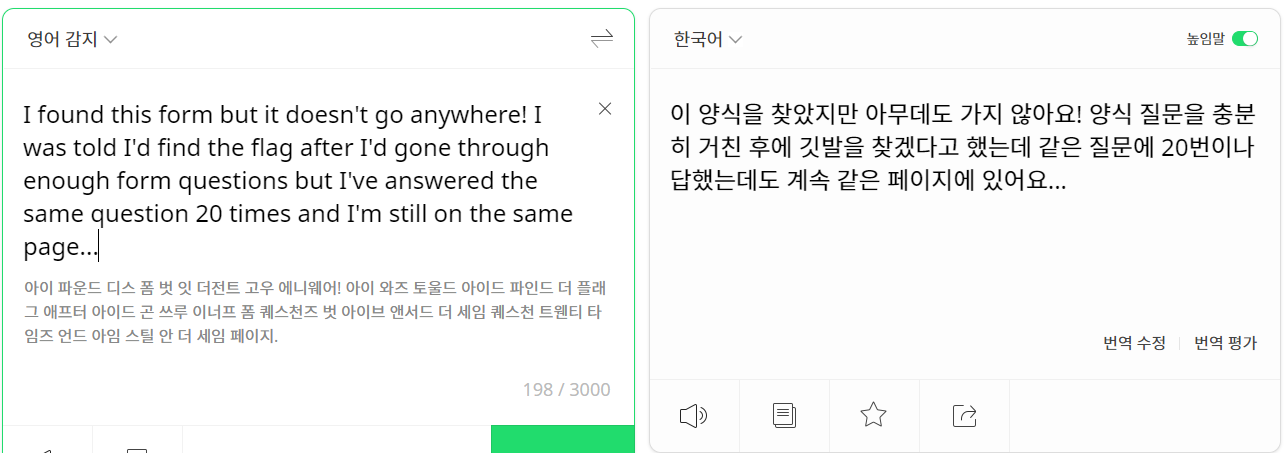 영어 감지
I found this form but it doesn't go anywhere! I
was told I'd find the flag after I'd gone through
enough form questions but I've answered the
same question 20 times and I'm still on the same
page...
아이 파운드 디스 폼 벗 잇 더전트 고우 에니웨어! 아이 와즈 토울드 아이드 파인드 더 플래
그 애프터 아이드 곤 쓰루 이너프 폼 퀘스천즈 벗 아이브 앤서드 더 세임 퀘스천 트웬티 타
임즈 언드 아임 스틸 안 더 세임 페이지.
198 / 3000
한국어
높임말
이 양식을 찾았지만 아무데도 가지 않아요! 양식 질문을 충분
히 거친 후에 깃발을 찾겠다고 했는데 같은 질문에 20번이나
답했는데도 계속 같은 페이지에 있어요...
번역 수정
번역 평가